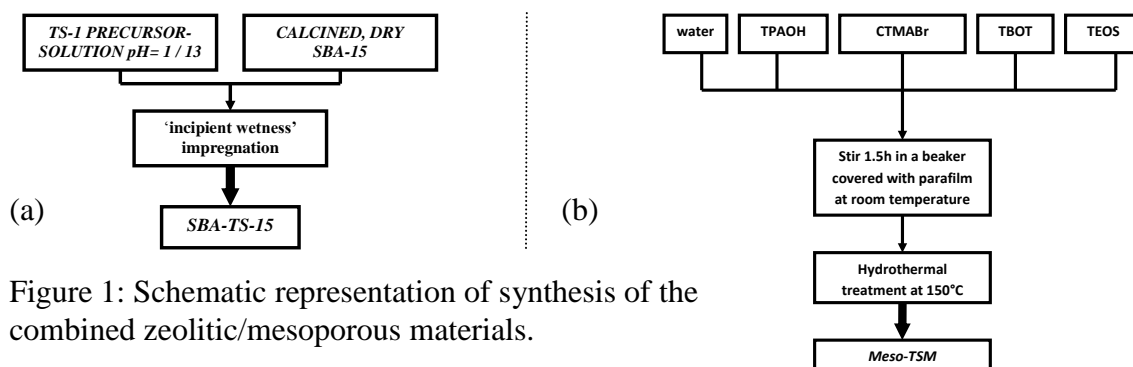 TS-1 PRECURSOR-
SOLUTION pH= 1 / 13
CALCINED, DRY
SBA-15
'incipient wetness'
impregnation
SBA-TS-15
(a)
water
TPAOH
CTMABr
TBOT
TEOS
Stir 1.5h in a beaker
covered with parafilm
at room temperature
(b)
Hydrothermal
treatment at 150°C
Meso-TSM
Figure 1: Schematic representation of synthesis of the
combined zeolitic/mesoporous materials.